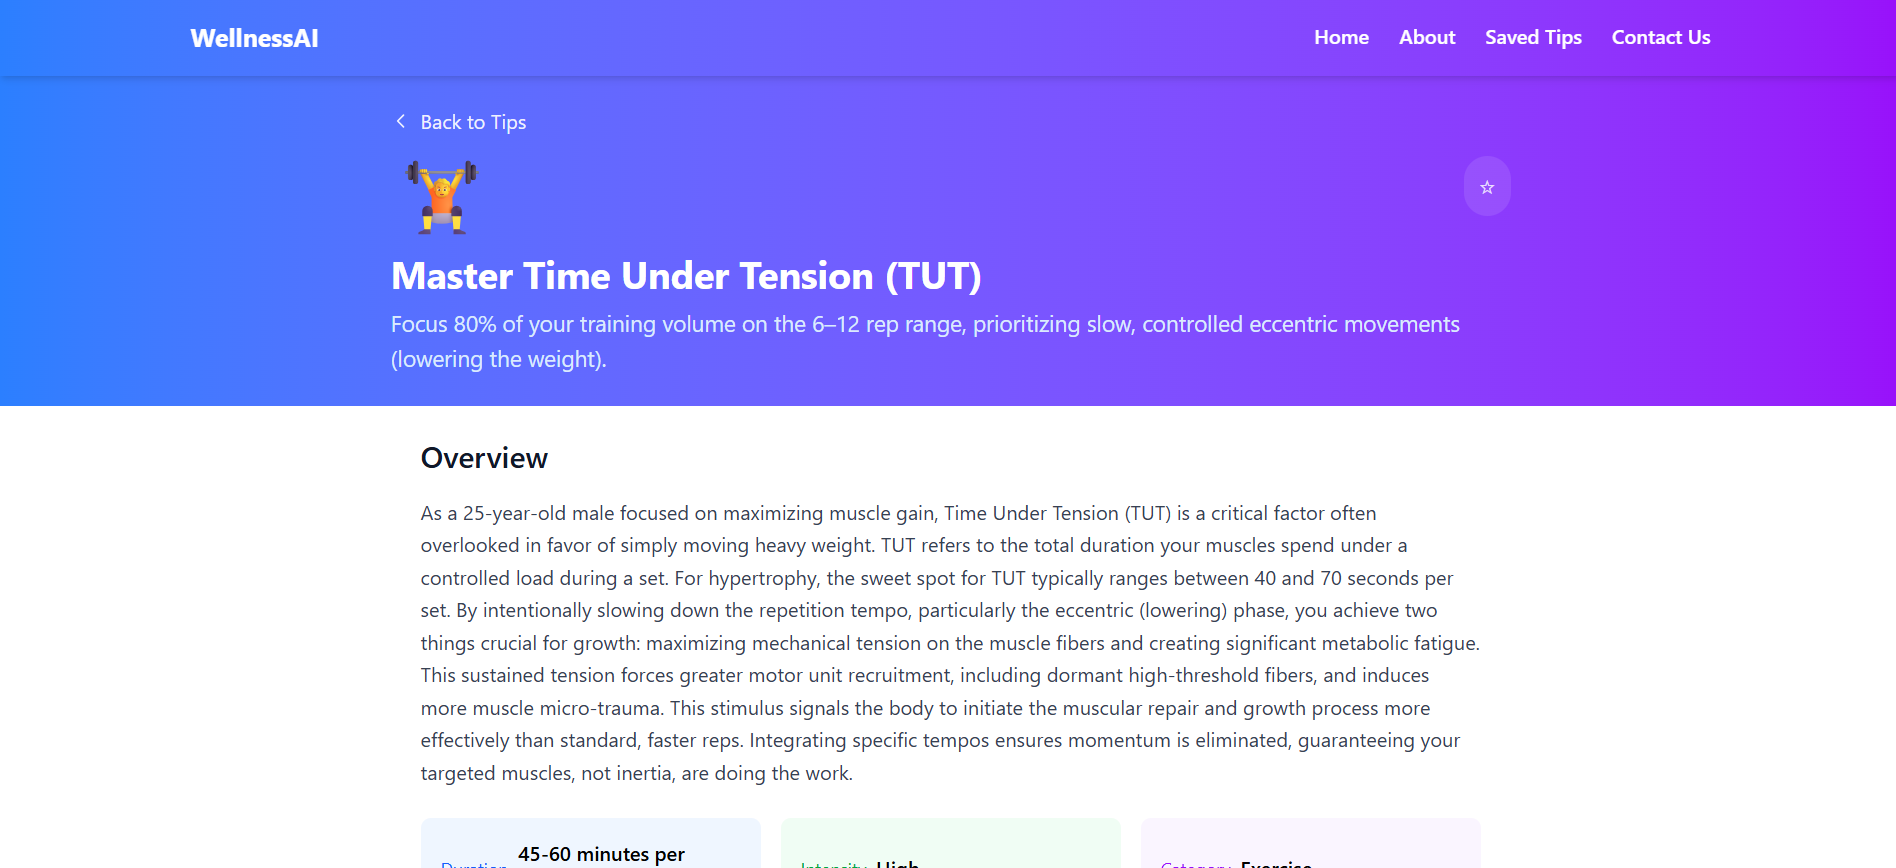 WellnessAI
Home
About
Saved Tips
Contact Us
Back to Tips
Master Time Under Tension (TUT)
Focus 80% of your training volume on the 6–12 rep range, prioritizing slow, controlled eccentric movements
(lowering the weight).
Overview
As a 25-year-old male focused on maximizing muscle gain, Time Under Tension (TUT) is a critical factor often
overlooked in favor of simply moving heavy weight. TUT refers to the total duration your muscles spend under a
controlled load during a set. For hypertrophy, the sweet spot for TUT typically ranges between 40 and 70 seconds per
set. By intentionally slowing down the repetition tempo, particularly the eccentric (lowering) phase, you achieve two
things crucial for growth: maximizing mechanical tension on the muscle fibers and creating significant metabolic fatigue.
This sustained tension forces greater motor unit recruitment, including dormant high-threshold fibers, and induces
more muscle micro-trauma. This stimulus signals the body to initiate the muscular repair and growth process more
effectively than standard, faster reps. Integrating specific tempos ensures momentum is eliminated, guaranteeing your
targeted muscles, not inertia, are doing the work.
Duration 45-60 minutes per
Intensity High
Category Exercise